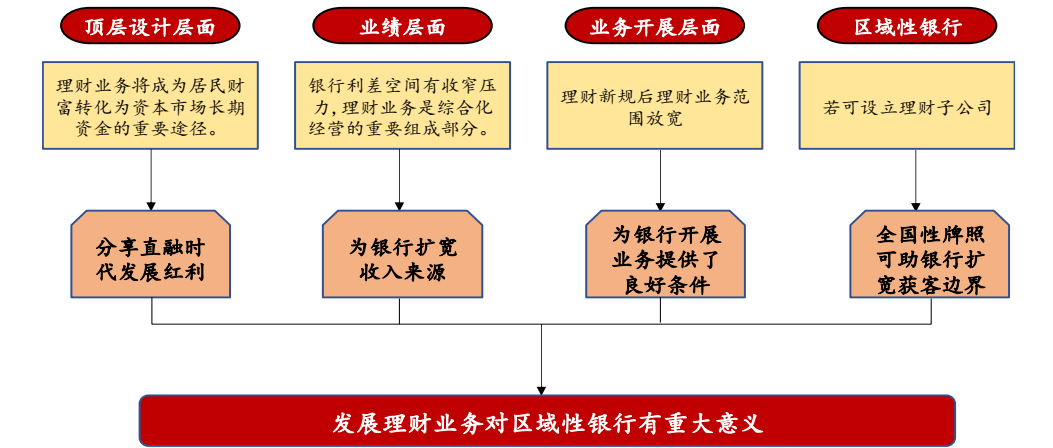 顶层设计层面
业绩层面
业务开展层面
区域性银行
理财业务将成为居民财
富转化为资本市场长期
资金的重要途径。
银行利差空间有收窄压
力,理财业务是综合化
经营的重要组成部分。
理财新规后理财业务范
围放宽
若可设立理财子公司
分享直融时
代发展红利
为银行扩宽
收入来源
为银行开展
业务提供了
良好条件
全国性牌照
可助银行扩
宽获客边界
发展理财业务对区域性银行有重大意义